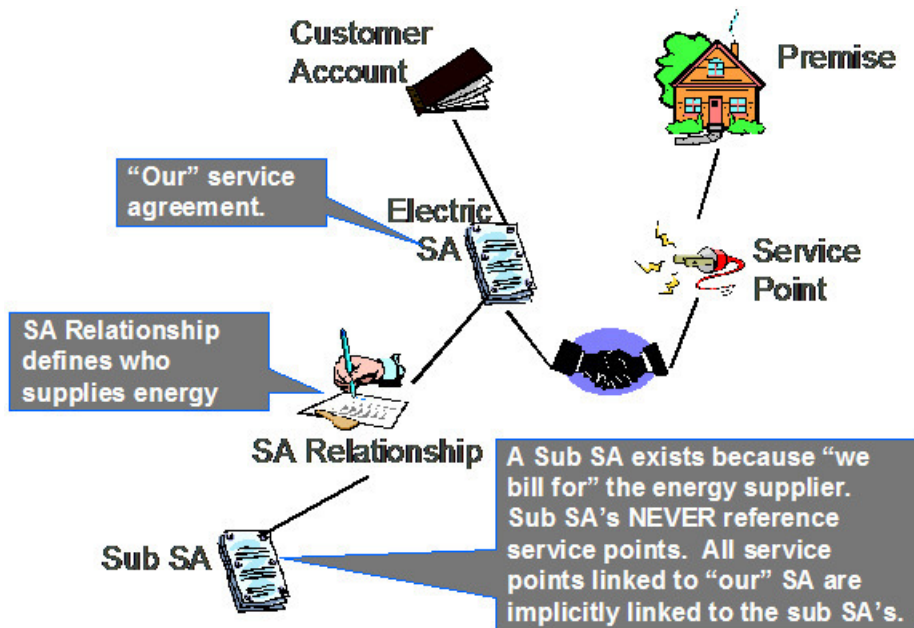 Customer
Account
Premise
“Our” service
agreement.
Electric
SA
Service
Point
SA Relationship
defines who
supplies energy
SA Relationship
A Sub SA exists because “we
bill for” the energy supplier.
Sub SA’s NEVER reference
service points.  All service
points linked to “our” SA are
implicitly linked to the sub SA’s.
Sub SA